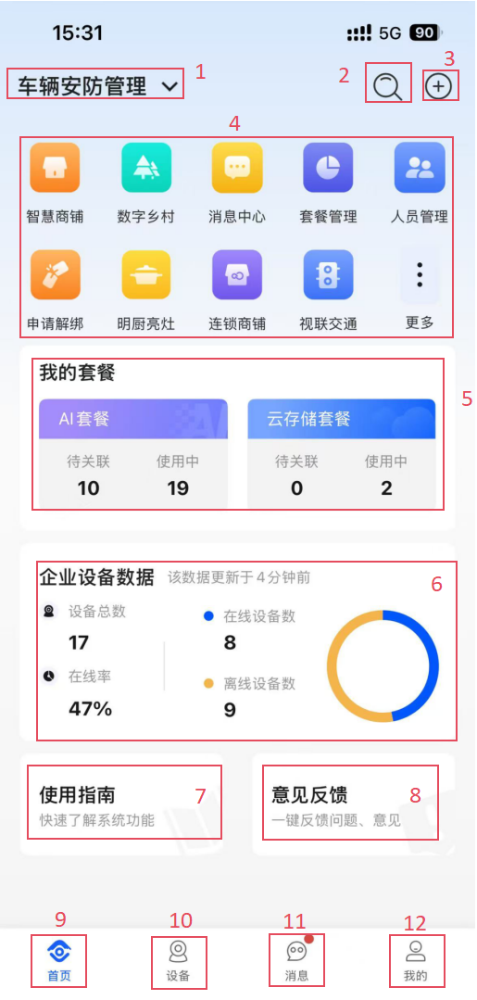 15:31 5G 90
车辆安防管理 1 2 3
4
智慧商铺 数字乡村 消息中心 套餐管理 人员管理
申请解绑 明厨亮灶 连锁商铺 视联交通 更多
我的套餐
5
AI套餐 云存储套餐
待关联 使用中 待关联 使用中
10 19 0 2
企业设备数据 该数据更新于4分钟前 6
设备总数 在线设备数
17 8
在线率 离线设备数
47% 9
使用指南 7 意见反馈 8
快速了解系统功能 一键反馈问题、意见
9 10 11 12
首页 设备 消息 我的